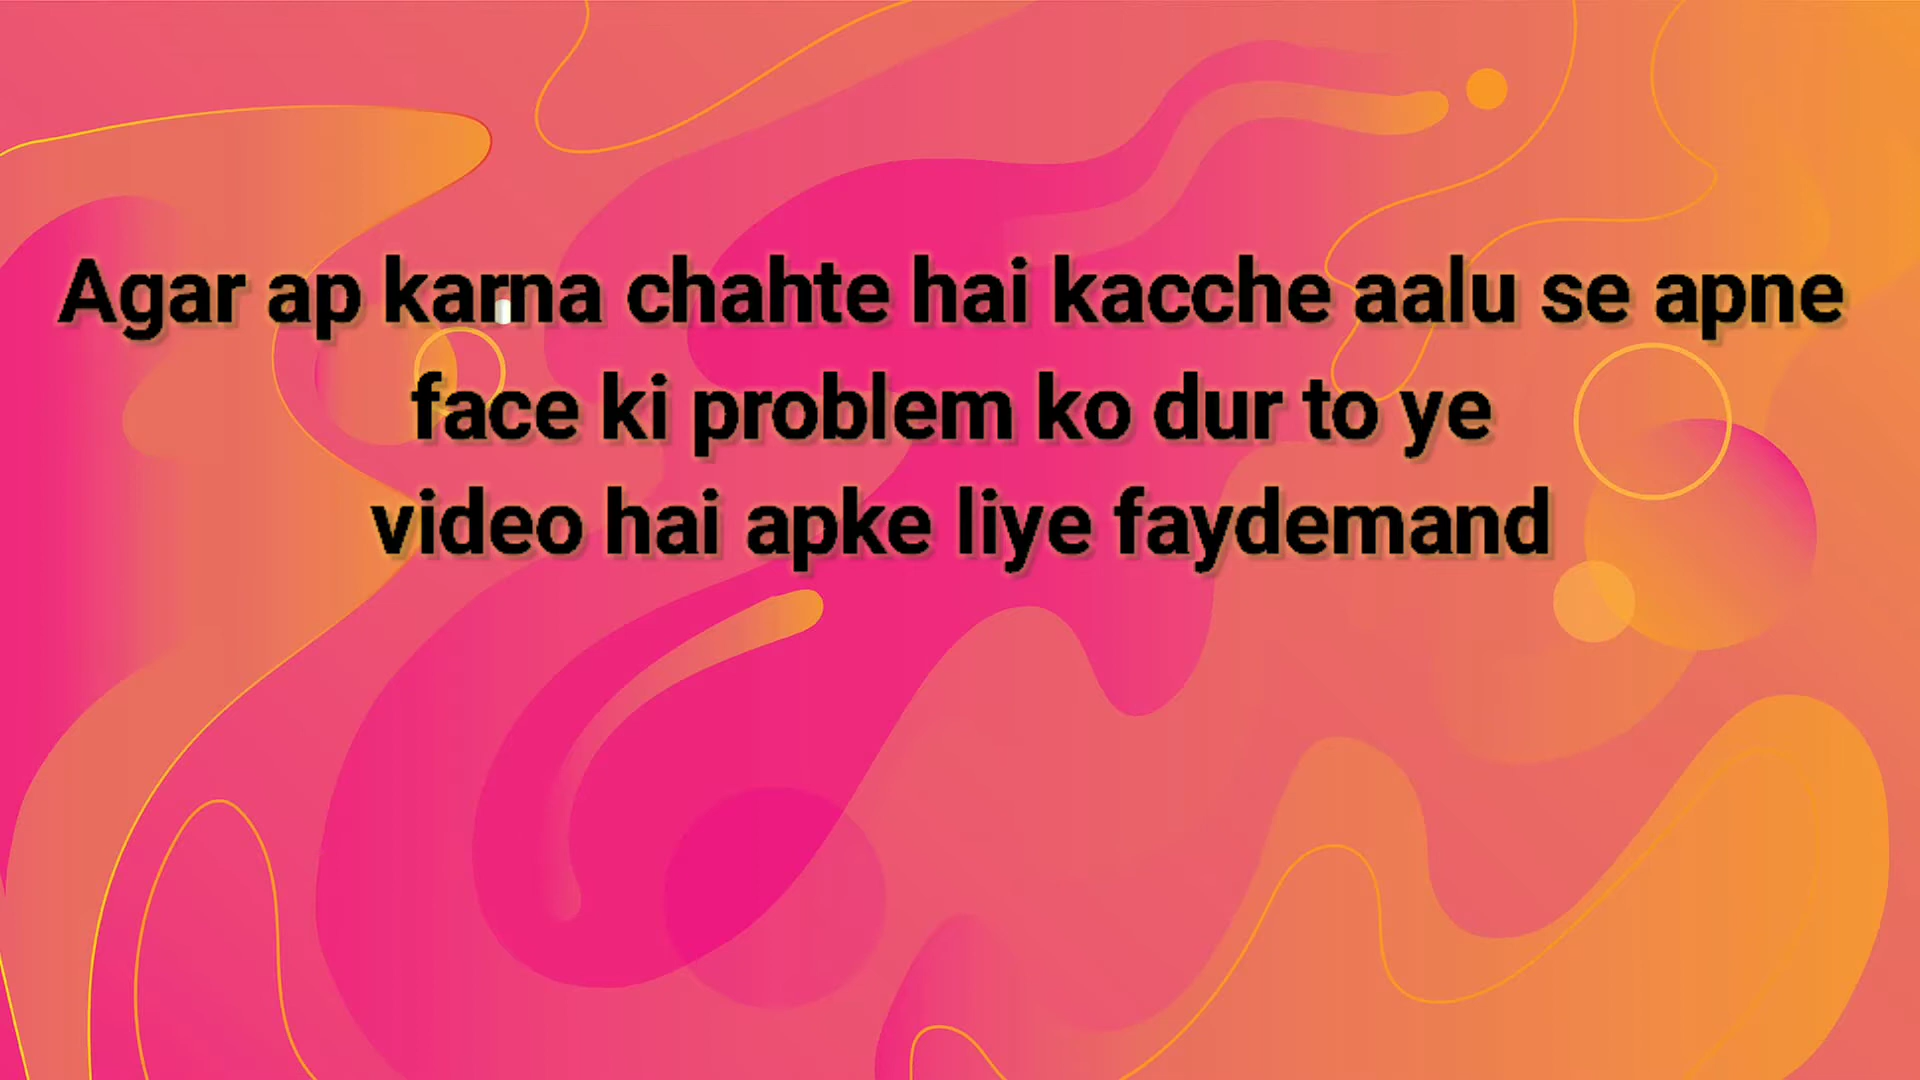 Agar ap karna chahte hai kacche aalu se apne
face ki problem ko dur to ye
video hai apke liye faydemand